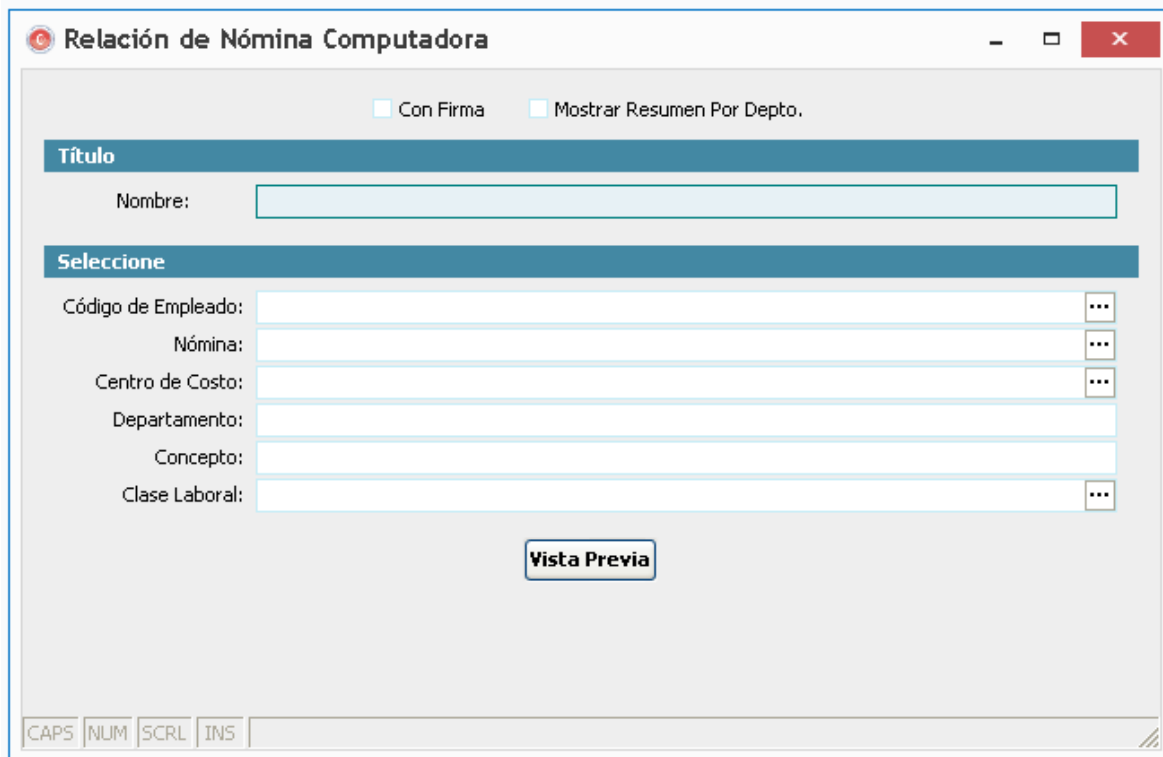 Relación de Nómina Computadora
Con Firma Mostrar Resumen Por Depto.
Título
Nombre:
Seleccione
Código de Empleado: ...
Nómina: ...
Centro de Costo: ...
Departamento:
Concepto:
Clase Laboral: ...
Vista Previa
CAPS NUM SCRL INS